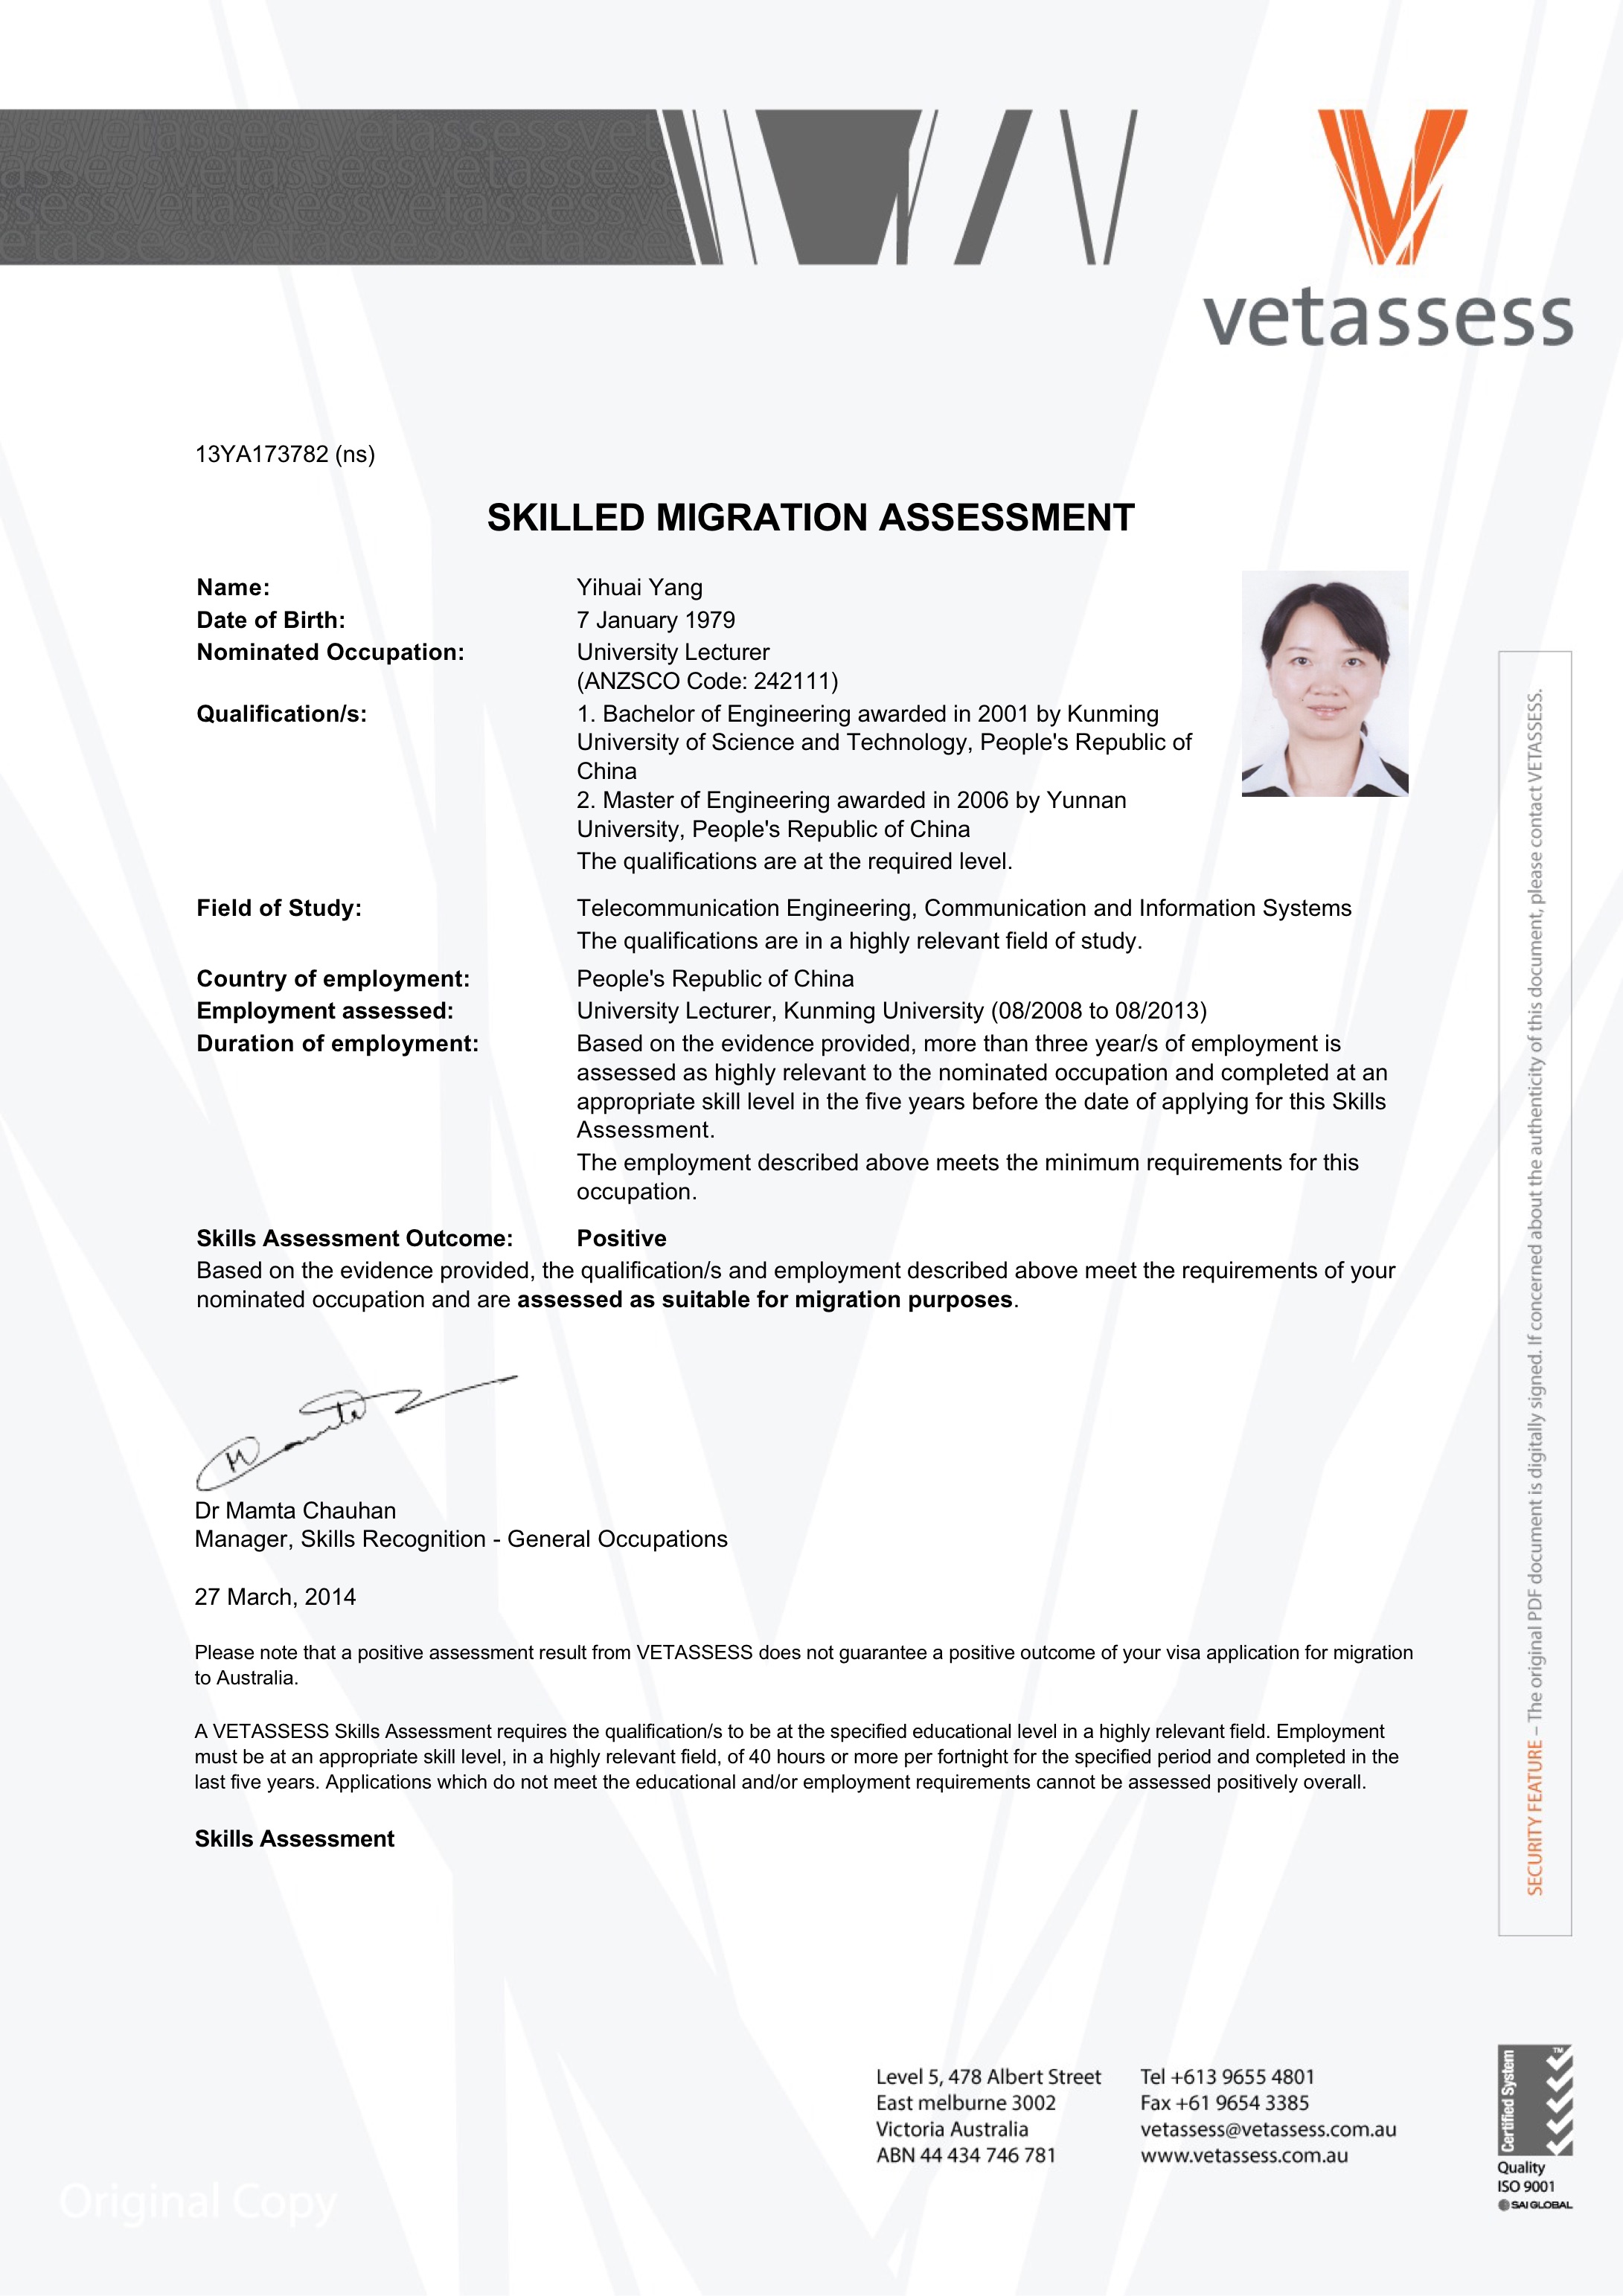 vetassess
13YA173782 (ns)
SKILLED MIGRATION ASSESSMENT
Name: Yihuai Yang
Date of Birth: 7 January 1979
Nominated Occupation: University Lecturer
(ANZSCO Code: 242111)
Qualification/s: 1. Bachelor of Engineering awarded in 2001 by Kunming
University of Science and Technology, People's Republic of
China
2. Master of Engineering awarded in 2006 by Yunnan
University, People's Republic of China
The qualifications are at the required level.
Field of Study: Telecommunication Engineering, Communication and Information Systems
The qualifications are in a highly relevant field of study.
Country of employment: People's Republic of China
Employment assessed: University Lecturer, Kunming University (08/2008 to 08/2013)
Duration of employment: Based on the evidence provided, more than three year/s of employment is
assessed as highly relevant to the nominated occupation and completed at an
appropriate skill level in the five years before the date of applying for this Skills
Assessment.
The employment described above meets the minimum requirements for this
occupation.
Skills Assessment Outcome: Positive
Based on the evidence provided, the qualification/s and employment described above meet the requirements of your
nominated occupation and are assessed as suitable for migration purposes.
Mamta
Dr Mamta Chauhan
Manager, Skills Recognition - General Occupations
27 March, 2014
Please note that a positive assessment result from VETASSESS does not guarantee a positive outcome of your visa application for migration
to Australia.
A VETASSESS Skills Assessment requires the qualification/s to be at the specified educational level in a highly relevant field. Employment
must be at an appropriate skill level, in a highly relevant field, of 40 hours or more per fortnight for the specified period and completed in the
last five years. Applications which do not meet the educational and/or employment requirements cannot be assessed positively overall.
Skills Assessment
SECURITY FEATURE – The original PDF document is digitally signed. If concerned about the authenticity of this document, please contact VETASSESS.
Level 5, 478 Albert Street
East melburne 3002
Victoria Australia
ABN 44 434 746 781
Tel +613 9655 4801
Fax +61 9654 3385
vetassess@vetassess.com.au
www.vetassess.com.au
Certified System
TM
Quality
ISO 9001
SAI GLOBAL
Original Copy